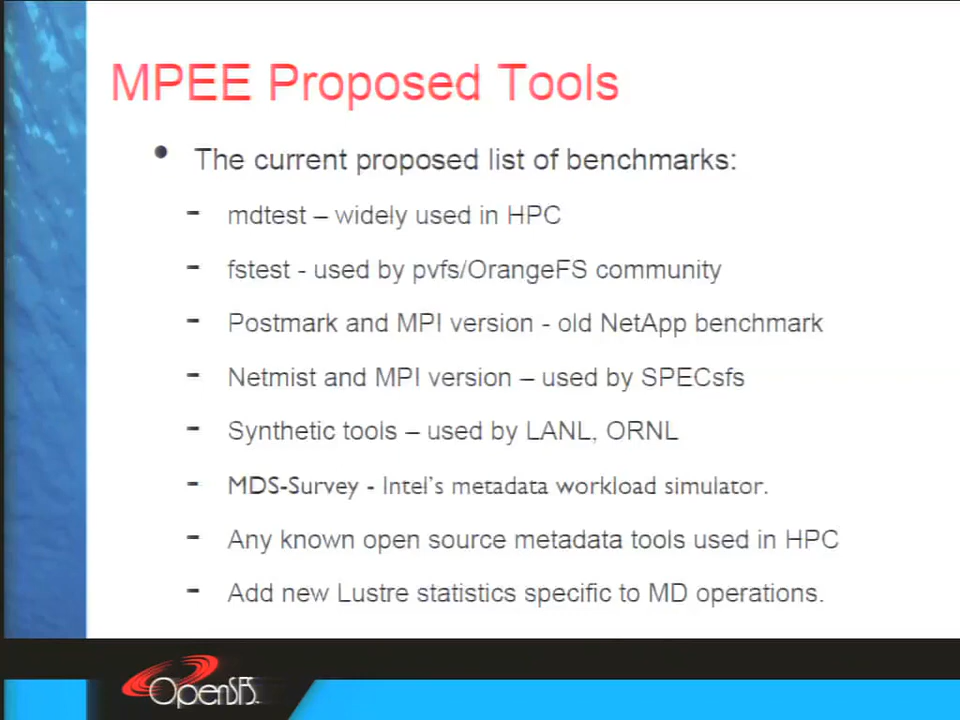 MPEE Proposed Tools
• The current proposed list of benchmarks:
- mdtest – widely used in HPC
- fstest - used by pvfs/OrangeFS community
- Postmark and MPI version - old NetApp benchmark
- Netmist and MPI version – used by SPECsfs
- Synthetic tools – used by LANL, ORNL
- MDS-Survey - Intel's metadata workload simulator.
- Any known open source metadata tools used in HPC
- Add new Lustre statistics specific to MD operations.
OpenSFS